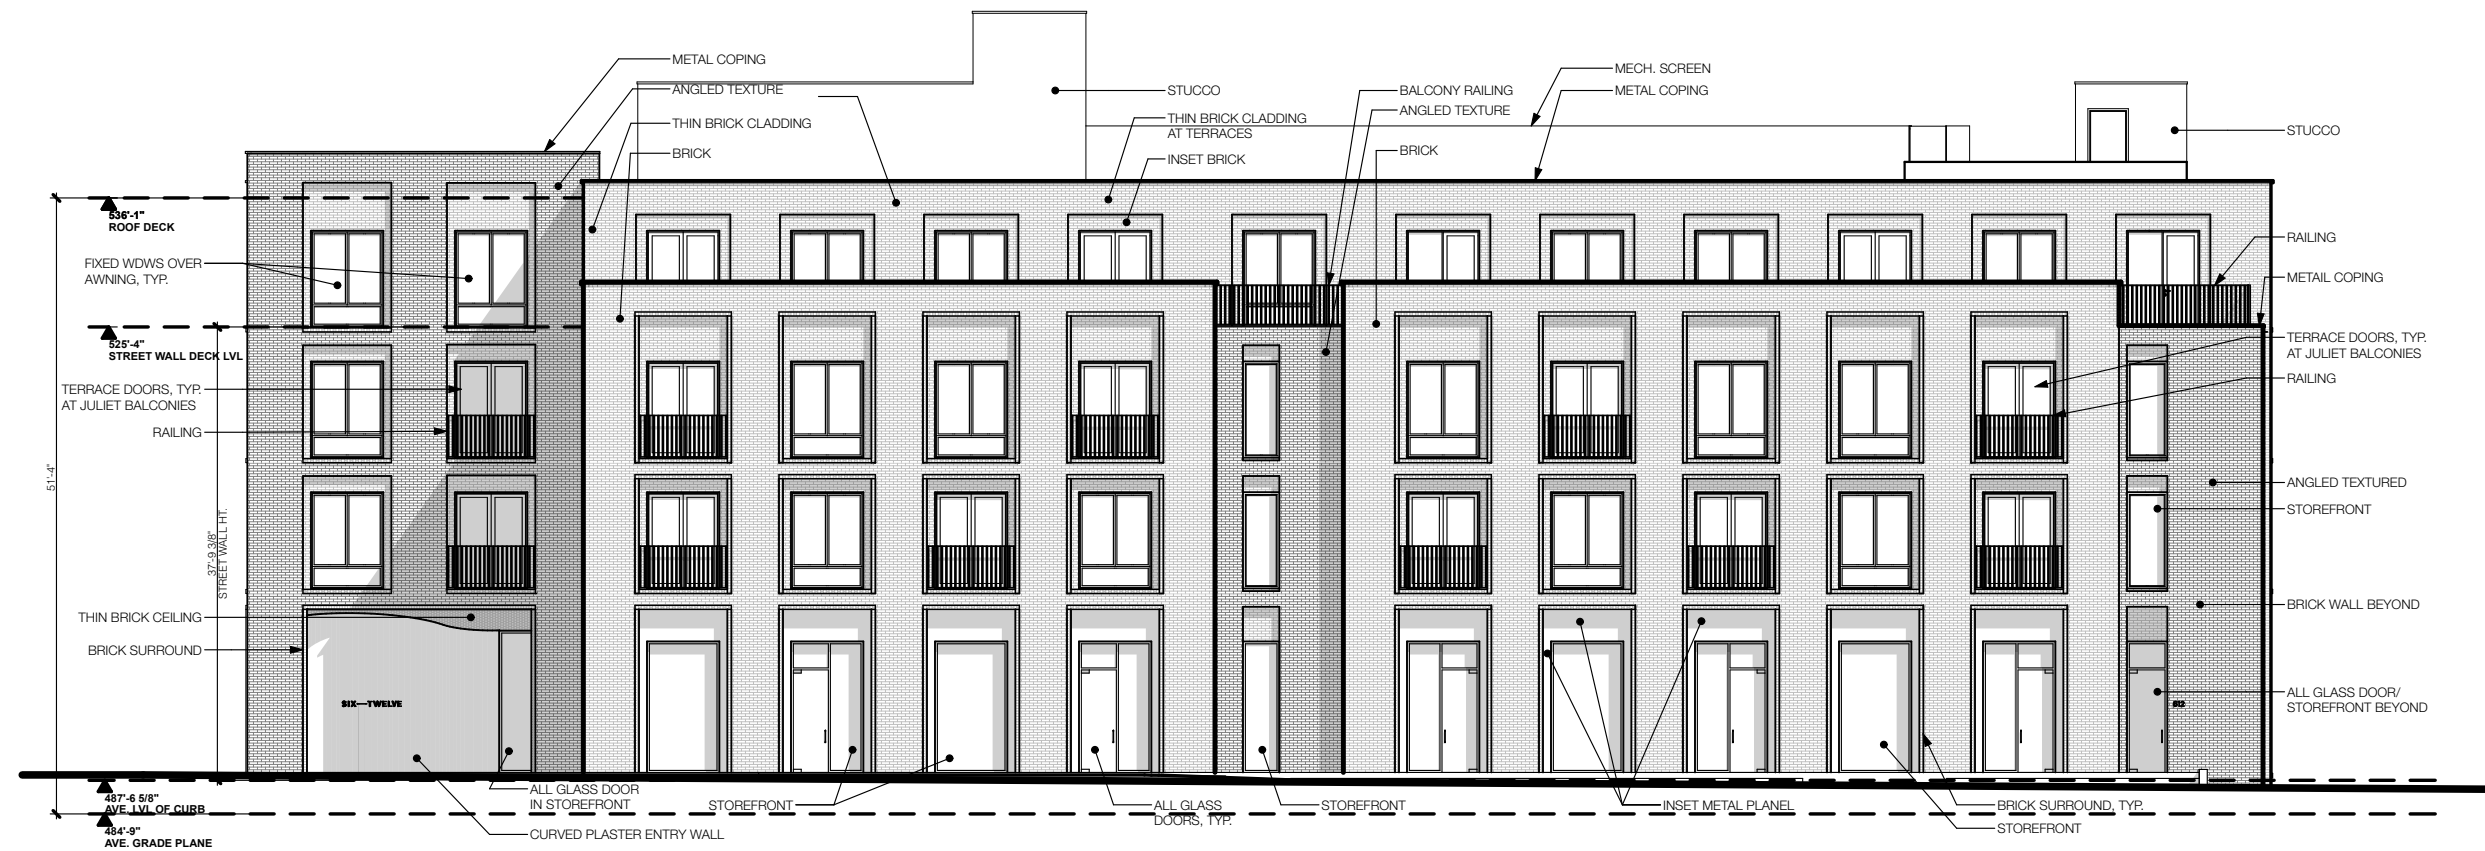 METAL COPING
ANGLED TEXTURE
THIN BRICK CLADDING
BRICK
STUCCO
THIN BRICK CLADDING
AT TERRACES
INSET BRICK
BALCONY RAILING
ANGLED TEXTURE
BRICK
MECH. SCREEN
METAL COPING
STUCCO
536'-1"
ROOF DECK
FIXED WDWS OVER
AWNING, TYP.
525'-4"
STREET WALL DECK LVL
TERRACE DOORS, TYP.
AT JULIET BALCONIES
RAILING
51'-4"
37'-9 3/8"
STREET WALL HT.
THIN BRICK CEILING
BRICK SURROUND
SIX—TWELVE
RAILING
METAIL COPING
TERRACE DOORS, TYP.
AT JULIET BALCONIES
RAILING
ANGLED TEXTURED
STOREFRONT
BRICK WALL BEYOND
ALL GLASS DOOR/
STOREFRONT BEYOND
612
487'-6 5/8"
AVE. LVL OF CURB
484'-9"
AVE. GRADE PLANE
ALL GLASS DOOR
IN STOREFRONT
CURVED PLASTER ENTRY WALL
STOREFRONT
ALL GLASS
DOORS, TYP.
STOREFRONT
INSET METAL PLANEL
BRICK SURROUND, TYP.
STOREFRONT